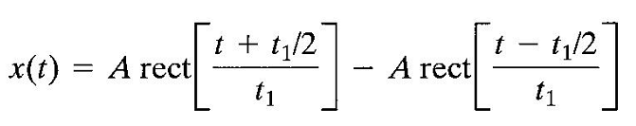 x(t) = A rect[(t + t₁/2)/t₁] − A rect[(t − t₁/2)/t₁]